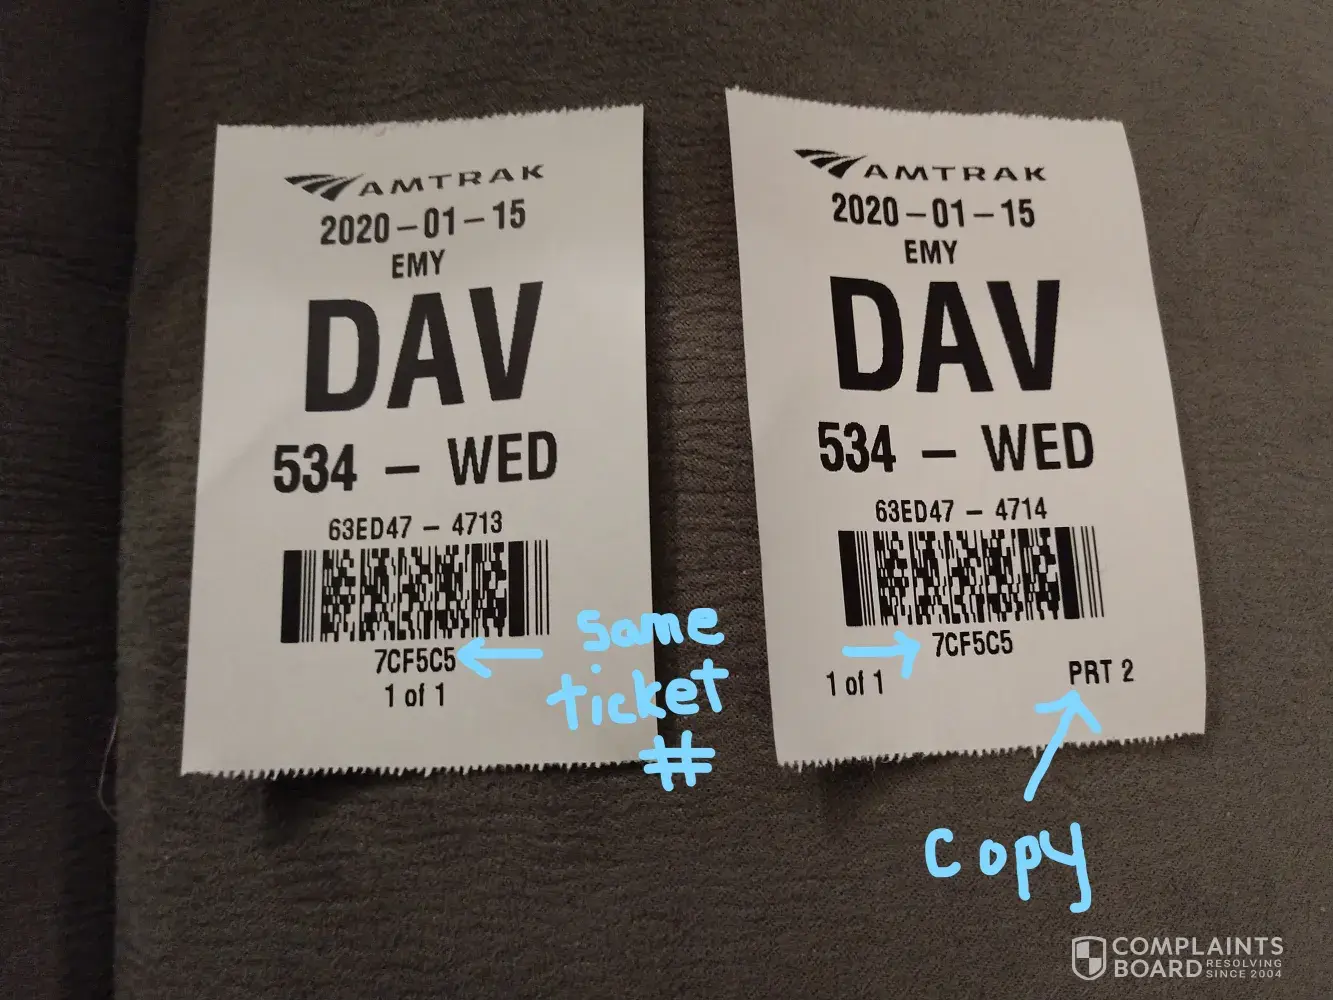 AMTRAK
2020-01-15
EMY
DAV
534 - WED
63ED47 - 4713
7CF5C5
1 of 1
AMTRAK
2020-01-15
EMY
DAV
534 - WED
63ED47 - 4714
7CF5C5
1 of 1 PRT 2
same
ticket
#
Copy
COMPLAINTS
BOARD RESOLVING
SINCE 2004